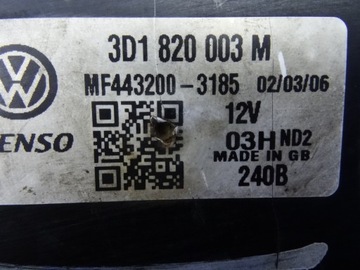 3D1 820 003 M
MF443200-3185 02/03/06
12V
ENSO
03H ND2
MADE IN GB
240B